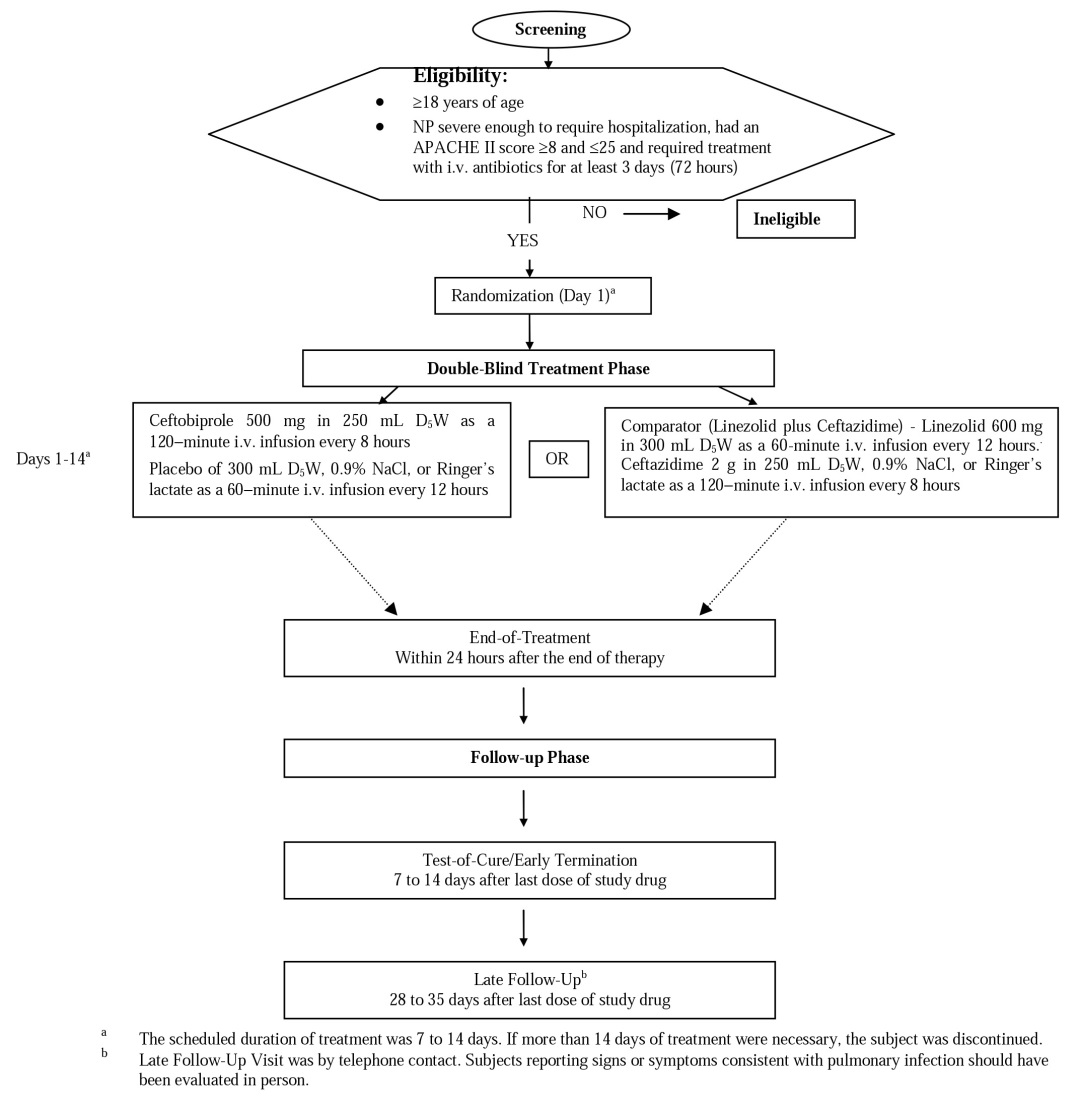 Screening
Eligibility:
● ≥18 years of age
● NP severe enough to require hospitalization, had an
APACHE II score ≥8 and ≤25 and required treatment
with i.v. antibiotics for at least 3 days (72 hours)
NO
Ineligible
YES
Randomization (Day 1)a
Double-Blind Treatment Phase
Days 1-14a
Ceftobiprole 500 mg in 250 mL D5W as a
120–minute i.v. infusion every 8 hours
Placebo of 300 mL D5W, 0.9% NaCl, or Ringer's
lactate as a 60–minute i.v. infusion every 12 hours
OR
Comparator (Linezolid plus Ceftazidime) - Linezolid 600 mg
in 300 mL D5W as a 60-minute i.v. infusion every 12 hours.
Ceftazidime 2 g in 250 mL D5W, 0.9% NaCl, or Ringer's
lactate as a 120–minute i.v. infusion every 8 hours
End-of-Treatment
Within 24 hours after the end of therapy
Follow-up Phase
Test-of-Cure/Early Termination
7 to 14 days after last dose of study drug
Late Follow-Upb
28 to 35 days after last dose of study drug
a The scheduled duration of treatment was 7 to 14 days. If more than 14 days of treatment were necessary, the subject was discontinued.
b Late Follow-Up Visit was by telephone contact. Subjects reporting signs or symptoms consistent with pulmonary infection should have
been evaluated in person.